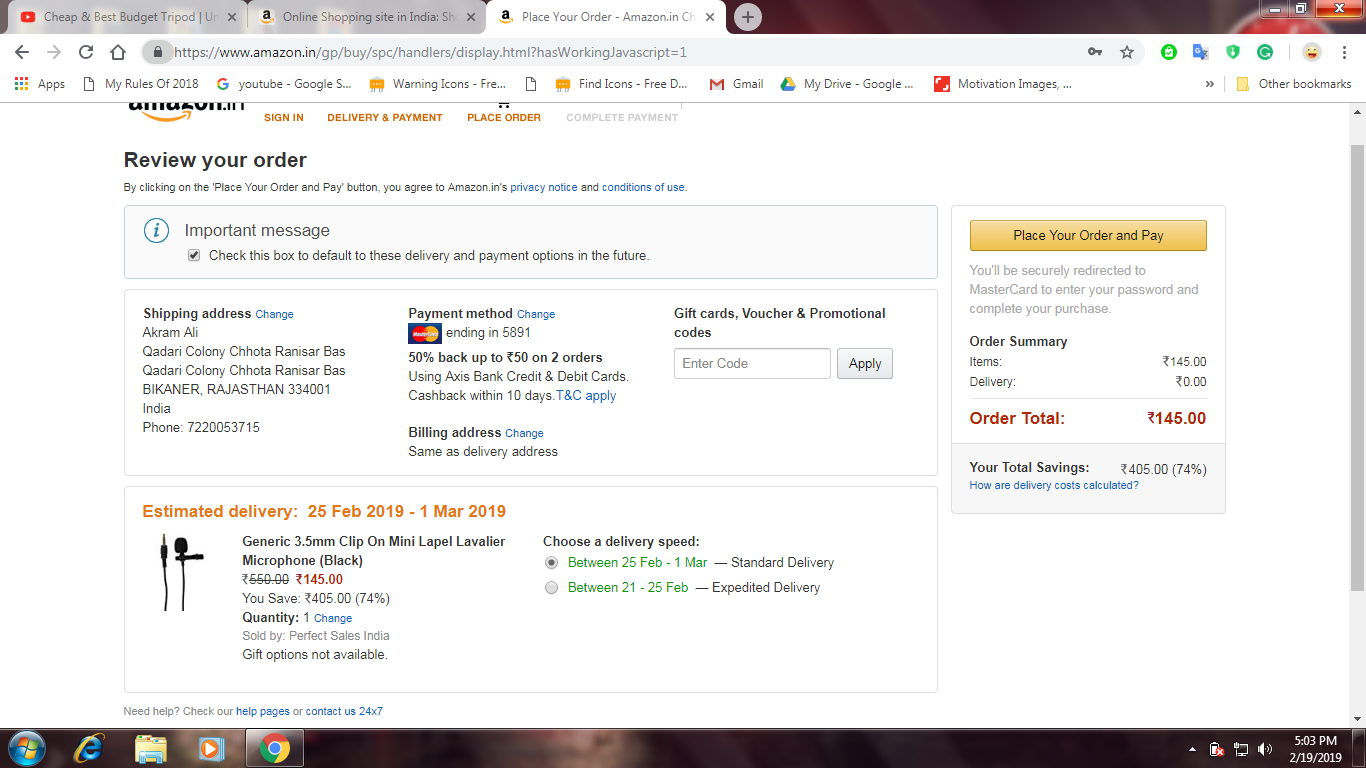 Cheap & Best Budget Tripod | Un
Online Shopping site in India: Sho
Place Your Order - Amazon.in Ch
https://www.amazon.in/gp/buy/spc/handlers/display.html?hasWorkingJavascript=1
Apps
My Rules Of 2018
youtube - Google S...
Warning Icons - Fre...
Find Icons - Free D...
Gmail
My Drive - Google ...
Motivation Images, ...
»
Other bookmarks
amazon.in
SIGN IN
DELIVERY & PAYMENT
PLACE ORDER
COMPLETE PAYMENT
Review your order
By clicking on the 'Place Your Order and Pay' button, you agree to Amazon.in's privacy notice and conditions of use.
Important message
Check this box to default to these delivery and payment options in the future.
Shipping address Change
Akram Ali
Qadari Colony Chhota Ranisar Bas
Qadari Colony Chhota Ranisar Bas
BIKANER, RAJASTHAN 334001
India
Phone: 7220053715
Payment method Change
MasterCard ending in 5891
50% back up to ₹50 on 2 orders
Using Axis Bank Credit & Debit Cards.
Cashback within 10 days.T&C apply
Billing address Change
Same as delivery address
Gift cards, Voucher & Promotional
codes
Enter Code
Apply
Place Your Order and Pay
You'll be securely redirected to
MasterCard to enter your password and
complete your purchase.
Order Summary
Items: ₹145.00
Delivery: ₹0.00
Order Total: ₹145.00
Your Total Savings: ₹405.00 (74%)
How are delivery costs calculated?
Estimated delivery: 25 Feb 2019 - 1 Mar 2019
Generic 3.5mm Clip On Mini Lapel Lavalier
Microphone (Black)
₹550.00 ₹145.00
You Save: ₹405.00 (74%)
Quantity: 1 Change
Sold by: Perfect Sales India
Gift options not available.
Choose a delivery speed:
Between 25 Feb - 1 Mar — Standard Delivery
Between 21 - 25 Feb — Expedited Delivery
Need help? Check our help pages or contact us 24x7
5:03 PM
2/19/2019